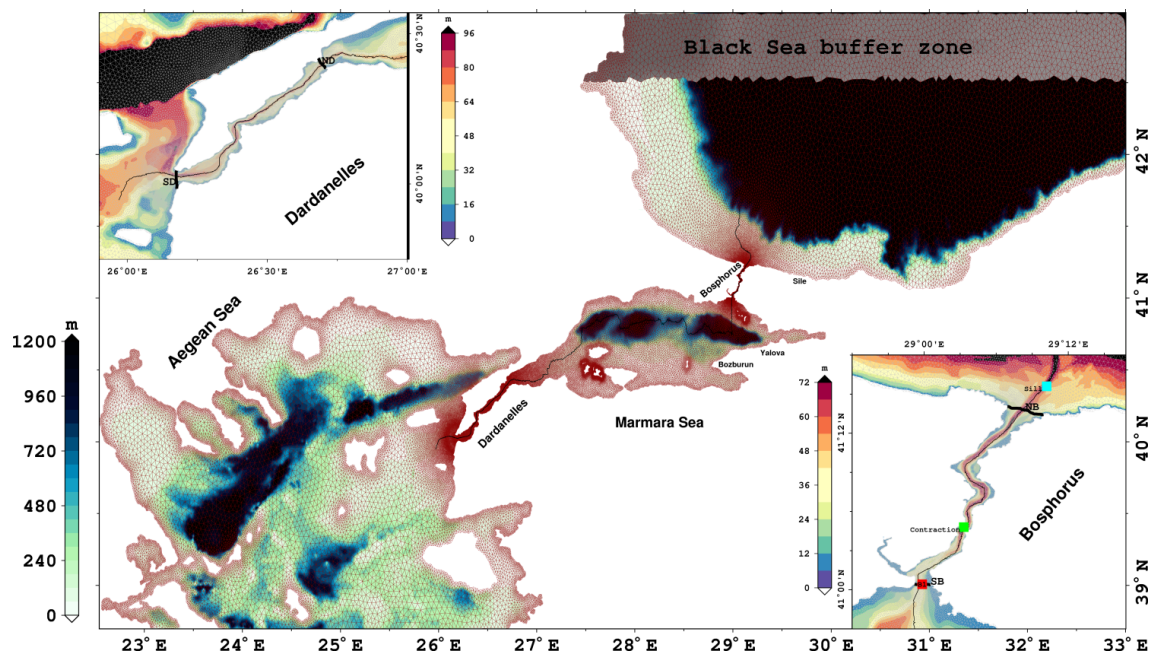 m
96
80
64
48
32
16
0
ND
SD
Dardanelles
40°30'N
40°00'N
26°00'E
26°30'E
27°00'E
Black Sea buffer zone
42°N
41°N
40°N
39°N
Bosphorus
Sile
Aegean Sea
Yalova
Bozburun
Dardanelles
Marmara Sea
m
1200
960
720
480
240
0
m
72
60
48
36
24
12
0
29°00'E
29°12'E
Sill
NB
41°12'N
Contraction
Bosphorus
SB
41°00'N
23°E
24°E
25°E
26°E
27°E
28°E
29°E
30°E
31°E
32°E
33°E